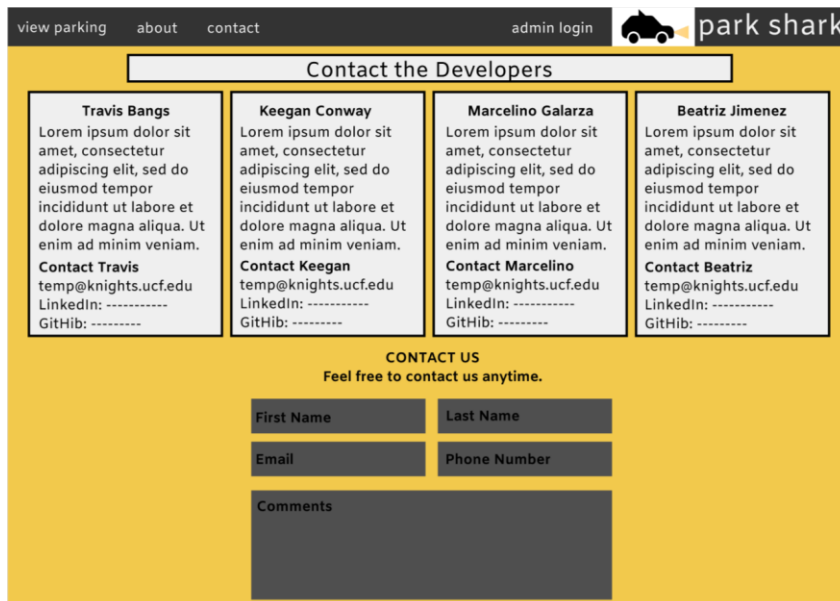 view parking about contact admin login park shark
Contact the Developers
Travis Bangs
Lorem ipsum dolor sit
amet, consectetur
adipiscing elit, sed do
eiusmod tempor
incididunt ut labore et
dolore magna aliqua. Ut
enim ad minim veniam.
Contact Travis
temp@knights.ucf.edu
LinkedIn: -----------
GitHib: ---------
Keegan Conway
Lorem ipsum dolor sit
amet, consectetur
adipiscing elit, sed do
eiusmod tempor
incididunt ut labore et
dolore magna aliqua. Ut
enim ad minim veniam.
Contact Keegan
temp@knights.ucf.edu
LinkedIn: -----------
GitHib: ---------
Marcelino Galarza
Lorem ipsum dolor sit
amet, consectetur
adipiscing elit, sed do
eiusmod tempor
incididunt ut labore et
dolore magna aliqua. Ut
enim ad minim veniam.
Contact Marcelino
temp@knights.ucf.edu
LinkedIn: -----------
GitHib: ---------
Beatriz Jimenez
Lorem ipsum dolor sit
amet, consectetur
adipiscing elit, sed do
eiusmod tempor
incididunt ut labore et
dolore magna aliqua. Ut
enim ad minim veniam.
Contact Beatriz
temp@knights.ucf.edu
LinkedIn: -----------
GitHib: ---------
CONTACT US
Feel free to contact us anytime.
First Name
Last Name
Email
Phone Number
Comments